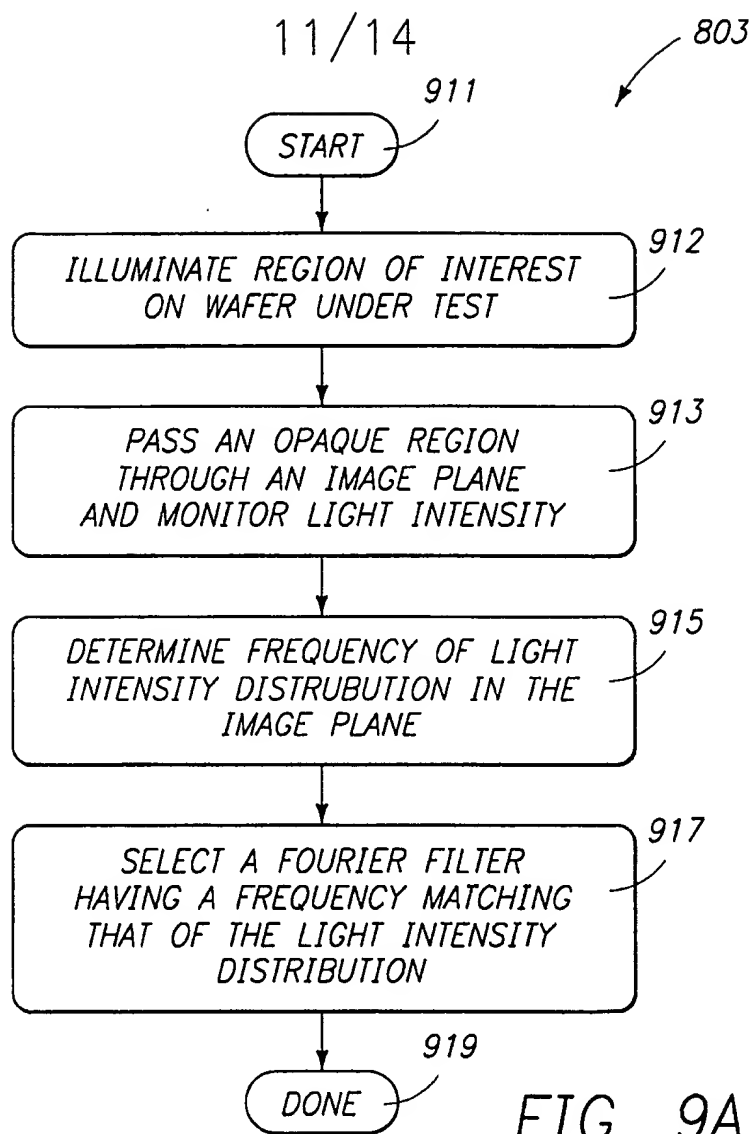 11/14
803
911
START
912
ILLUMINATE REGION OF INTEREST
ON WAFER UNDER TEST
913
PASS AN OPAQUE REGION
THROUGH AN IMAGE PLANE
AND MONITOR LIGHT INTENSITY
915
DETERMINE FREQUENCY OF LIGHT
INTENSITY DISTRUBUTION IN THE
IMAGE PLANE
917
SELECT A FOURIER FILTER
HAVING A FREQUENCY MATCHING
THAT OF THE LIGHT INTENSITY
DISTRIBUTION
919
DONE
FIG. 9A